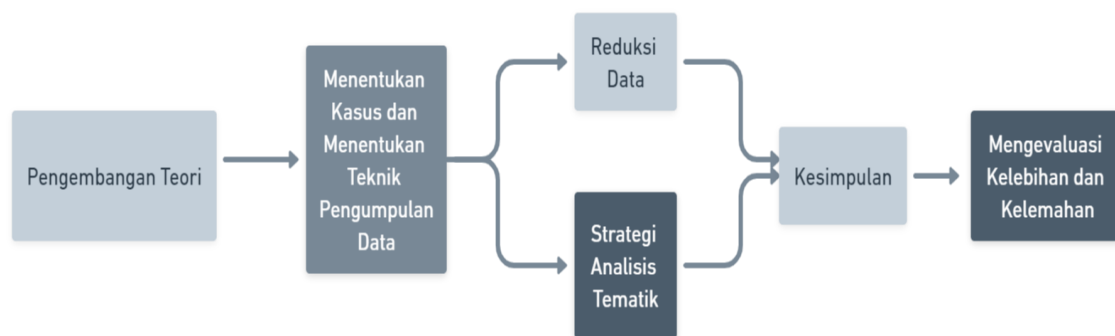 Pengembangan Teori
Menentukan
Kasus dan
Menentukan
Teknik
Pengumpulan
Data
Reduksi
Data
Strategi
Analisis
Tematik
Kesimpulan
Mengevaluasi
Kelebihan dan
Kelemahan